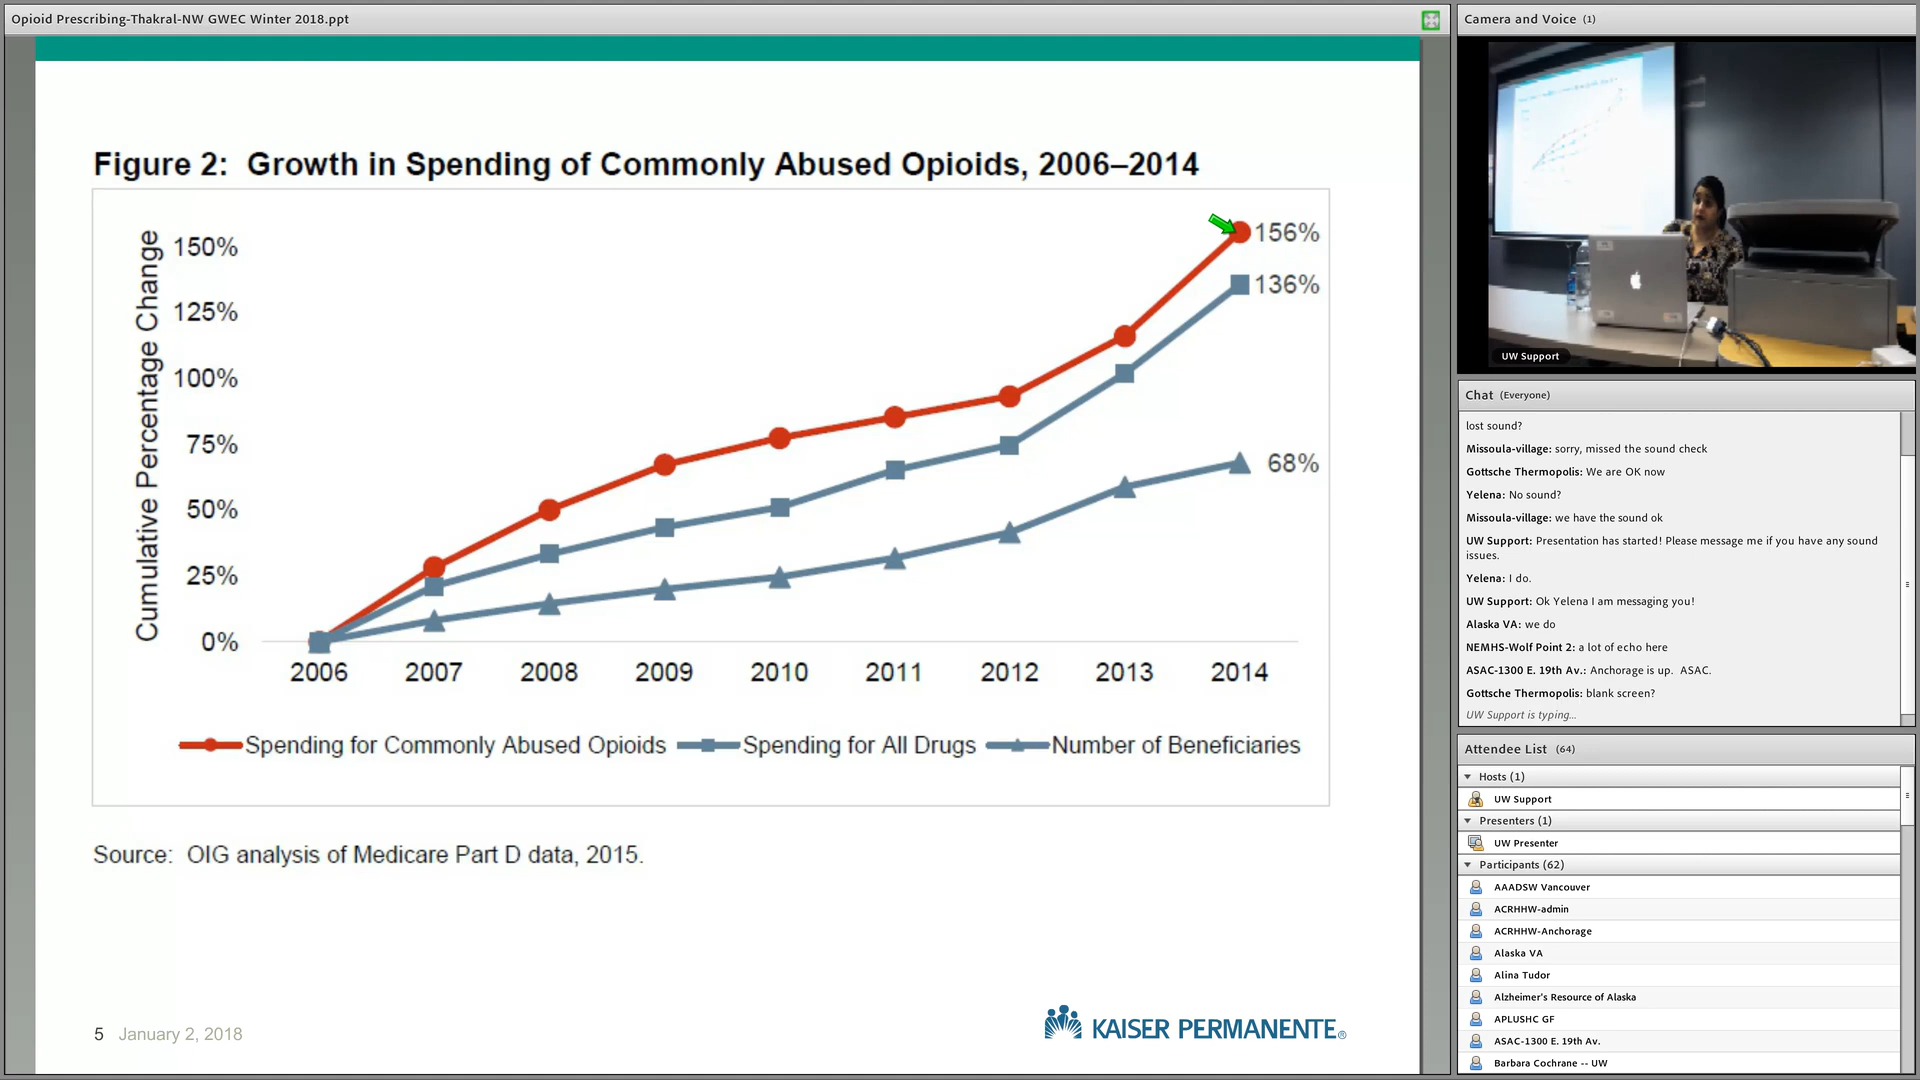 Opioid Prescribing-Thakral-NW GWEC Winter 2018.ppt
Figure 2: Growth in Spending of Commonly Abused Opioids, 2006–2014
Cumulative Percentage Change
150%
125%
100%
75%
50%
25%
0%
156%
136%
68%
2006 2007 2008 2009 2010 2011 2012 2013 2014
Spending for Commonly Abused Opioids Spending for All Drugs Number of Beneficiaries
Source: OIG analysis of Medicare Part D data, 2015.
5 January 2, 2018
KAISER PERMANENTE®
Camera and Voice (1)
UW Support
Chat (Everyone)
lost sound?
Missoula-village: sorry, missed the sound check
Gottsche Thermopolis: We are OK now
Yelena: No sound?
Missoula-village: we have the sound ok
UW Support: Presentation has started! Please message me if you have any sound
issues.
Yelena: I do.
UW Support: Ok Yelena I am messaging you!
Alaska VA: we do
NEMHS-Wolf Point 2: a lot of echo here
ASAC-1300 E. 19th Av.: Anchorage is up. ASAC.
Gottsche Thermopolis: blank screen?
UW Support is typing...
Attendee List (64)
Hosts (1)
UW Support
Presenters (1)
UW Presenter
Participants (62)
AAADSW Vancouver
ACRHHW-admin
ACRHHW-Anchorage
Alaska VA
Alina Tudor
Alzheimer's Resource of Alaska
APLUSHC GF
ASAC-1300 E. 19th Av.
Barbara Cochrane -- UW